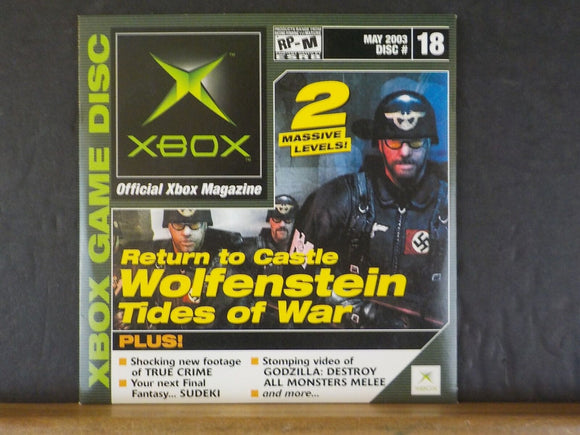 XBOX GAME DISC
XBOX™
Official Xbox Magazine
RP-M
ESRB
MAY 2003
DISC #
18
2
MASSIVE
LEVELS!
Return to Castle
Wolfenstein
Tides of War
PLUS!
Shocking new footage
of TRUE CRIME
Your next Final
Fantasy... SUDEKI
Stomping video of
GODZILLA: DESTROY
ALL MONSTERS MELEE
and more...
XBOX